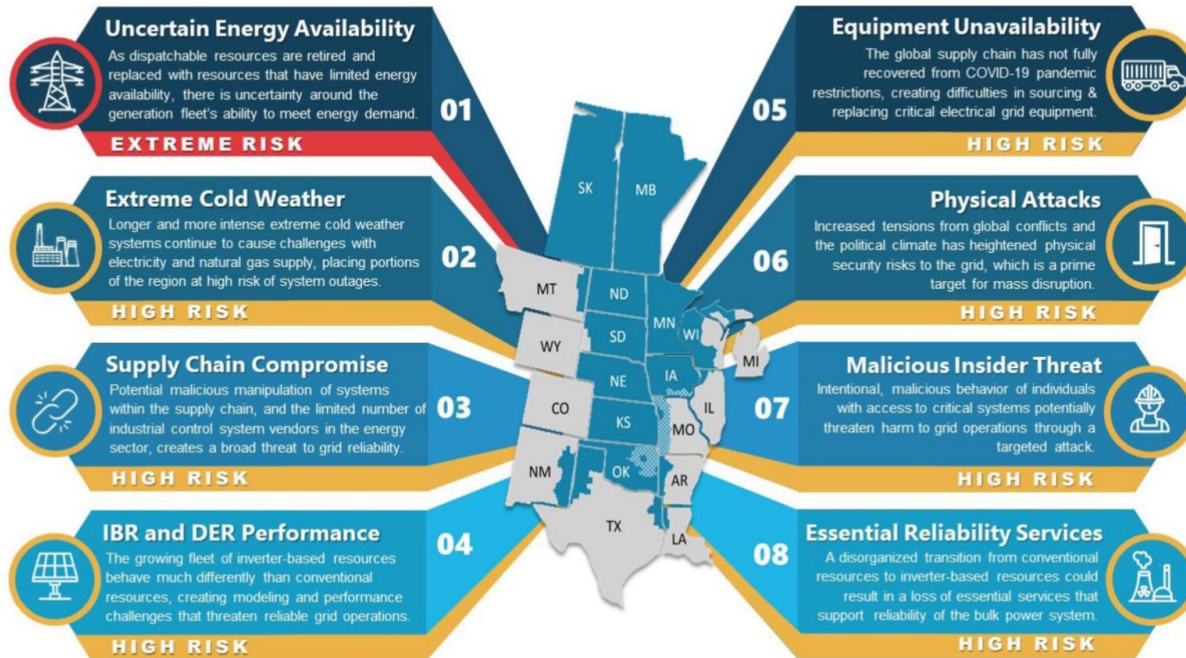 Uncertain Energy Availability
As dispatchable resources are retired and
replaced with resources that have limited energy
availability, there is uncertainty around the
generation fleet's ability to meet energy demand.
EXTREME RISK
01
Extreme Cold Weather
Longer and more intense extreme cold weather
systems continue to cause challenges with
electricity and natural gas supply, placing portions
of the region at high risk of system outages.
HIGH RISK
02
Supply Chain Compromise
Potential malicious manipulation of systems
within the supply chain, and the limited number of
industrial control system vendors in the energy
sector, creates a broad threat to grid reliability.
HIGH RISK
03
IBR and DER Performance
The growing fleet of inverter-based resources
behave much differently than conventional
resources, creating modeling and performance
challenges that threaten reliable grid operations.
HIGH RISK
04
SK
MB
MT
ND
MN
WI
SD
WY
MI
IA
NE
IL
CO
KS
MO
NM
OK
AR
TX
LA
Equipment Unavailability
The global supply chain has not fully
recovered from COVID-19 pandemic
restrictions, creating difficulties in sourcing &
replacing critical electrical grid equipment.
HIGH RISK
05
Physical Attacks
Increased tensions from global conflicts and
the political climate has heightened physical
security risks to the grid, which is a prime
target for mass disruption.
HIGH RISK
06
Malicious Insider Threat
Intentional, malicious behavior of individuals
with access to critical systems potentially
threaten harm to grid operations through a
targeted attack.
HIGH RISK
07
Essential Reliability Services
A disorganized transition from conventional
resources to inverter-based resources could
result in a loss of essential services that
support reliability of the bulk power system.
HIGH RISK
08